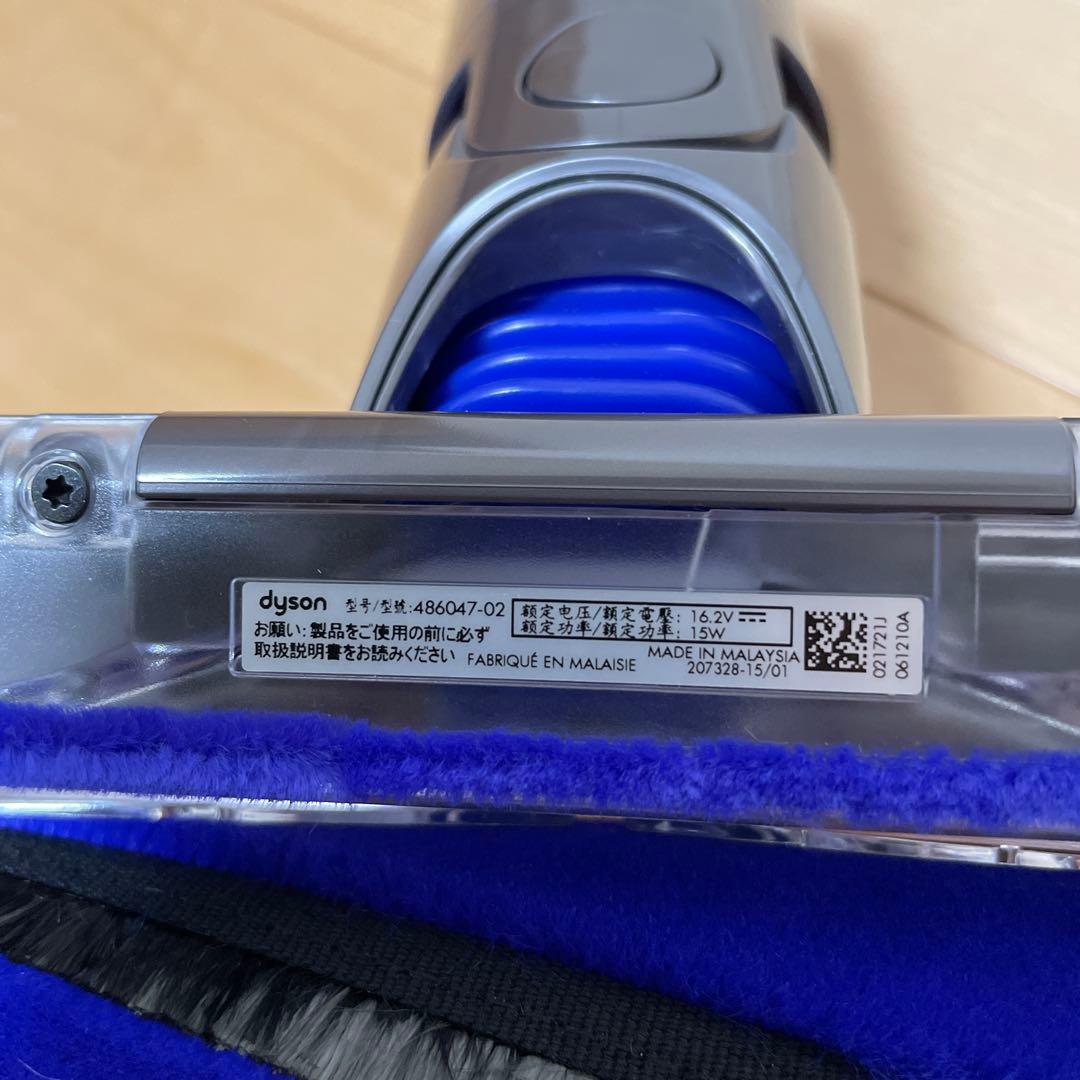 dyson 型号/型號:486047-02
お願い:製品をご使用の前に必ず
取扱説明書をお読みください FABRIQUÉ EN MALAISIE
额定电压/額定電壓: 16.2V
额定功率/額定功率: 15W
MADE IN MALAYSIA
207328-15/01
021721J
061210A